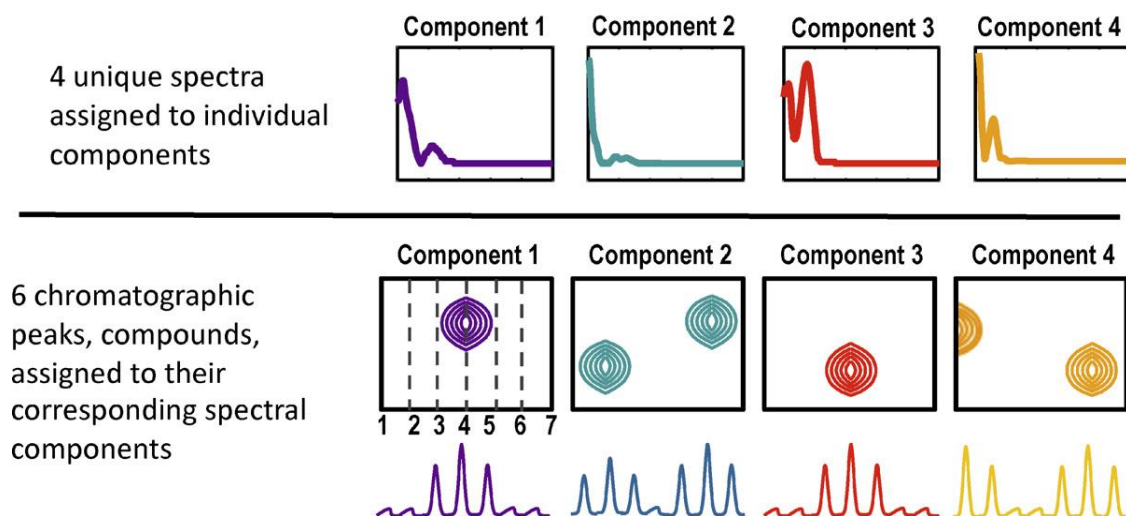 Component 1
Component 2
Component 3
Component 4
4 unique spectra
assigned to individual
components
Component 1
Component 2
Component 3
Component 4
6 chromatographic
peaks, compounds,
assigned to their
corresponding spectral
components
1 2 3 4 5 6 7